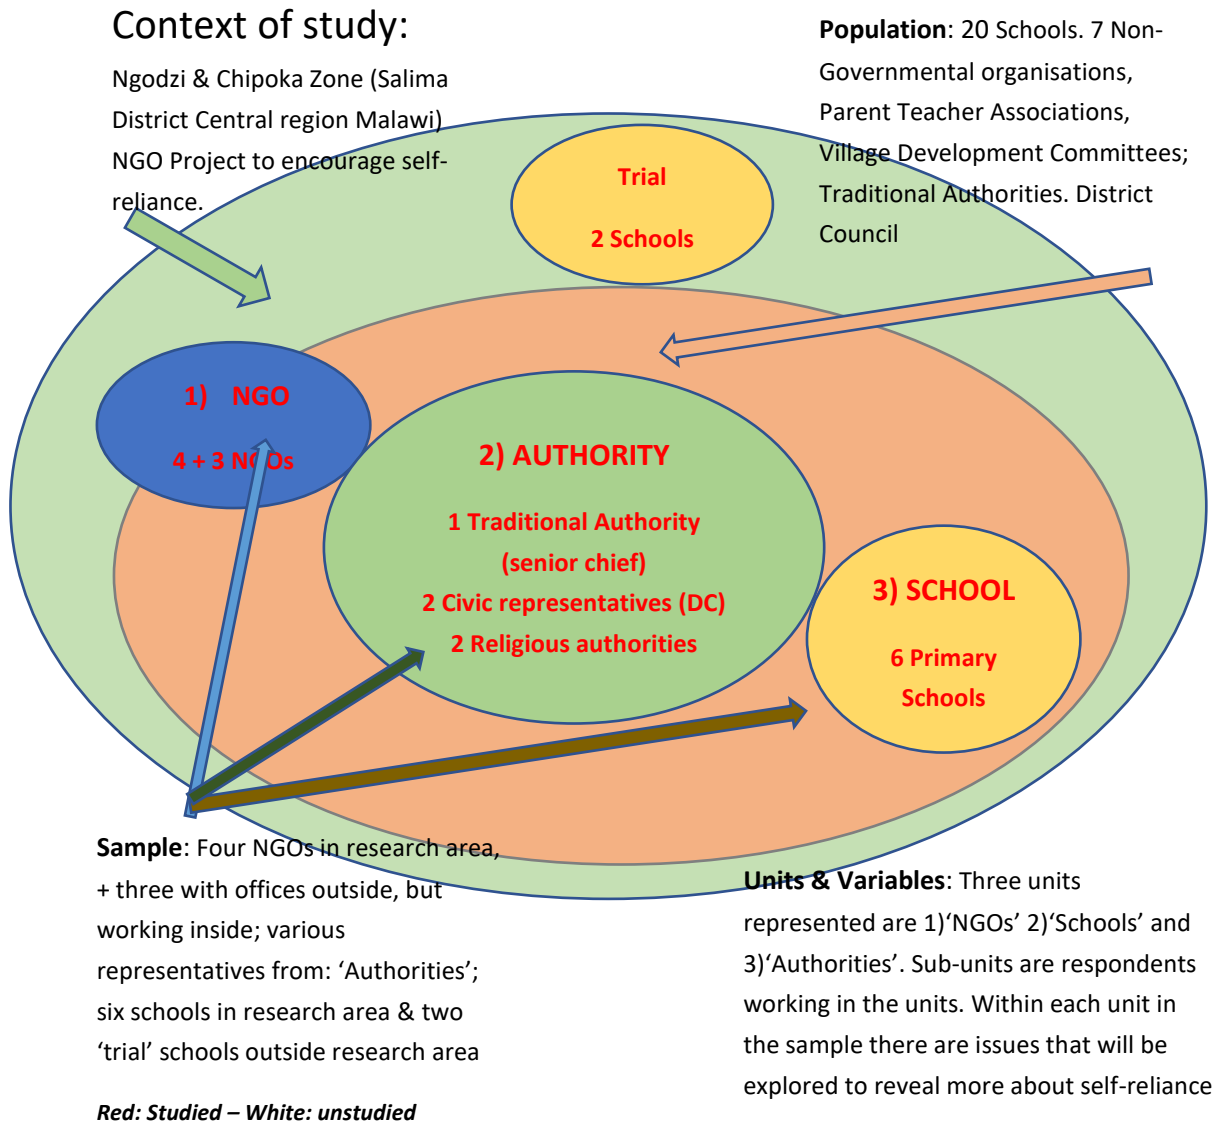 Context of study:
Ngodzi & Chipoka Zone (Salima
District Central region Malawi)
NGO Project to encourage self-
reliance.
Population: 20 Schools. 7 Non-
Governmental organisations,
Parent Teacher Associations,
Village Development Committees;
Traditional Authorities. District
Council
Trial
2 Schools
1) NGO
4 + 3 NGOs
2) AUTHORITY
1 Traditional Authority
(senior chief)
2 Civic representatives (DC)
2 Religious authorities
3) SCHOOL
6 Primary
Schools
Sample: Four NGOs in research area,
+ three with offices outside, but
working inside; various
representatives from: ‘Authorities’;
six schools in research area & two
‘trial’ schools outside research area
Red: Studied – White: unstudied
Units & Variables: Three units
represented are 1)‘NGOs’ 2)‘Schools’ and
3)‘Authorities’. Sub-units are respondents
working in the units. Within each unit in
the sample there are issues that will be
explored to reveal more about self-reliance